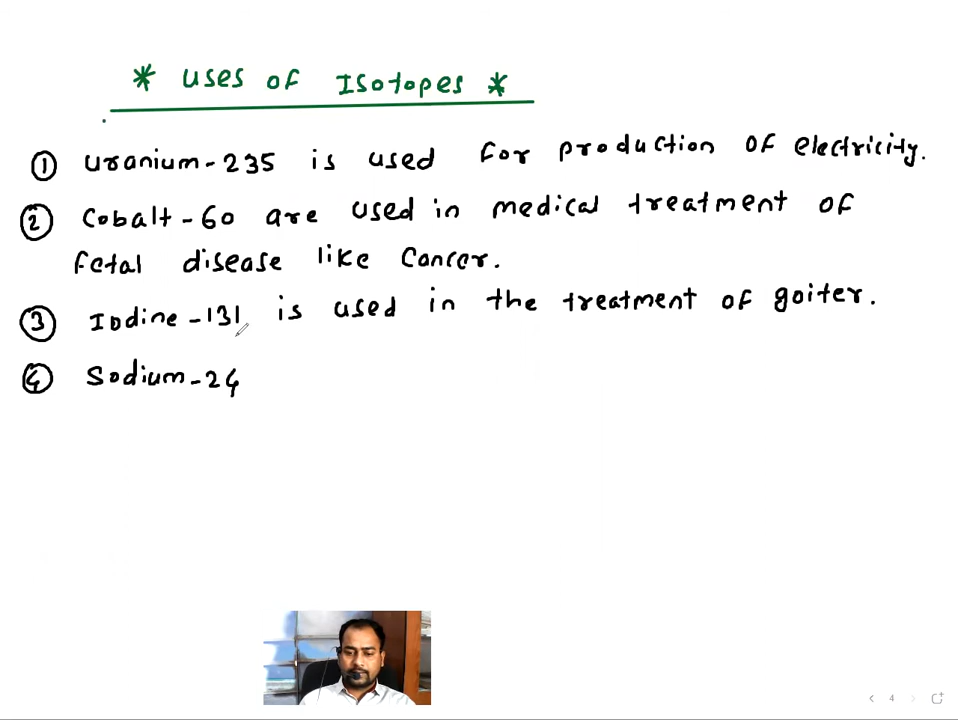 * Uses of Isotopes *
① Uranium-235 is used for production of electricity.
② Cobalt-60 are used in medical treatment of
fetal disease like Cancer.
③ Iodine-131 is used in the treatment of goiter.
④ Sodium-24
4